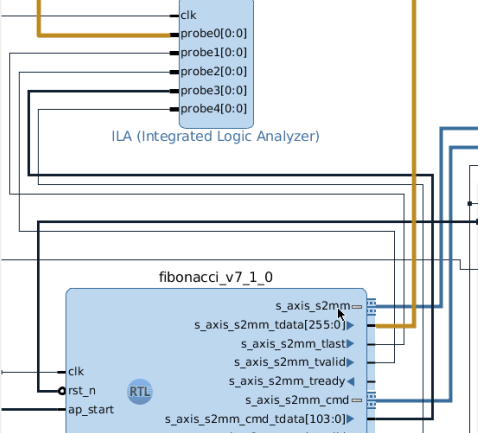 clk
probe0[0:0]
probe1[0:0]
probe2[0:0]
probe3[0:0]
probe4[0:0]
ILA (Integrated Logic Analyzer)
fibonacci_v7_1_0
s_axis_s2mm
s_axis_s2mm_tdata[255:0]
s_axis_s2mm_tlast
s_axis_s2mm_tvalid
s_axis_s2mm_tready
s_axis_s2mm_cmd
s_axis_s2mm_cmd_tdata[103:0]
clk
rst_n
ap_start
RTL